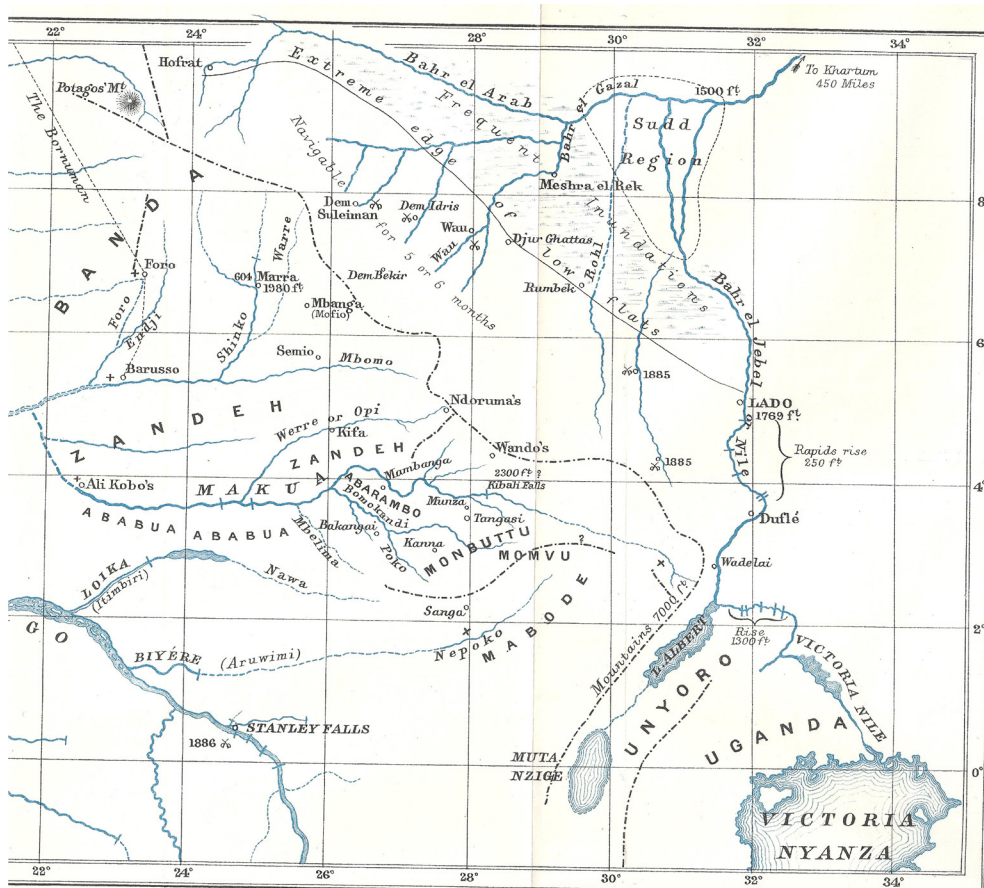 22°
24°
28°
30°
32°
Hofrat
Potagos' Mt.
The Bornuman
Extreme edge of low flats
Bahr el Arab
Frequent Inundations
Bahr el Gazal
1500 ft.
To Khartum
450 Miles
Sudd
Region
Navigable for 5 or 6 months
Meshra el Rek
8°
BANDA
Dem
Suleiman
Dem Idris
Wau
Wau
Djur Ghattas
Rohl
Rumbek
Dem Bekir
Foro
Foro
Endji
604
Marra
1980 ft.
Warre
Mbanga
(Mofio)
Shinko
Bahr el Jebel
6°
Semio
Mbomo
Barusso
1885
LADO
1769 ft.
ZANDEH
Ndoruma's
Werre or Opi
Kifa
ZANDEH
Wando's
Rapids rise
250 ft.
Nile
4°
Ali Kobo's
MAKUA
Mambanga
ABARAMBO
2300 ft. ?
Kibali Falls
1885
Bomokandi
Munza
Tangasi
Duflé
ABABUA ABABUA
Mbelima
Bakangai
Kanna
Poko
MONBUTTU
MOMVU
?
LOIKA
(Itimbiri)
Nawa
Wadelai
Sanga
Nepoko
MABODE
Mountains 7000 ft.
L. ALBERT
Rise
1300 ft.
2°
GO
BIYÉRE (Aruwimi)
VICTORIA NILE
STANLEY FALLS
1886
UNYORO
UGANDA
MUTA
NZIGE
0°
VICTORIA
NYANZA
22°
24°
26°
28°
30°
32°
34°